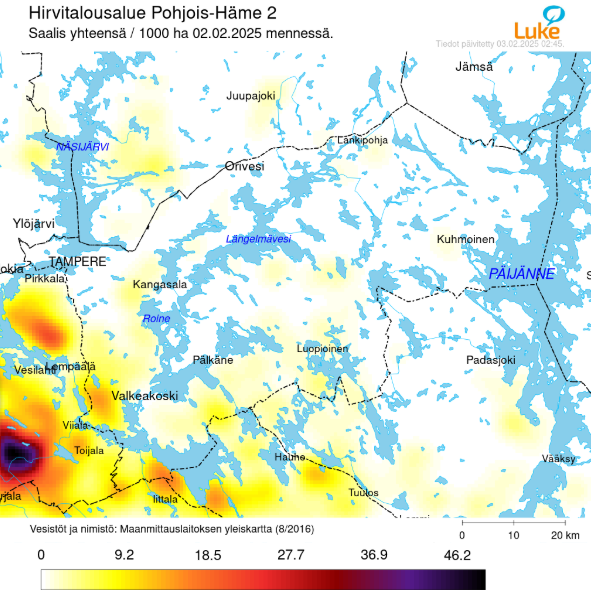 Hirvitalousalue Pohjois-Häme 2
Saalis yhteensä / 1000 ha 02.02.2025 mennessä.
Luke
Tiedot päivitetty 03.02.2025 02:45.
Jämsä
Juupajoki
Länkipohja
NÄSIJÄRVI
Orivesi
Ylöjärvi
Längelmävesi
Kuhmoinen
TAMPERE
okia
PÄIJÄNNE
S
Pirkkala
Kangasala
Roine
Luopioinen
Pälkäne
Padasjoki
Vesilahti
Lempäälä
Valkeakoski
Viiala
Toijala
Hauho
Vääksy
rjala
Iittala
Tuulos
Vesistöt ja nimistö: Maanmittauslaitoksen yleiskartta (8/2016)
0 10 20 km
0 9.2 18.5 27.7 36.9 46.2